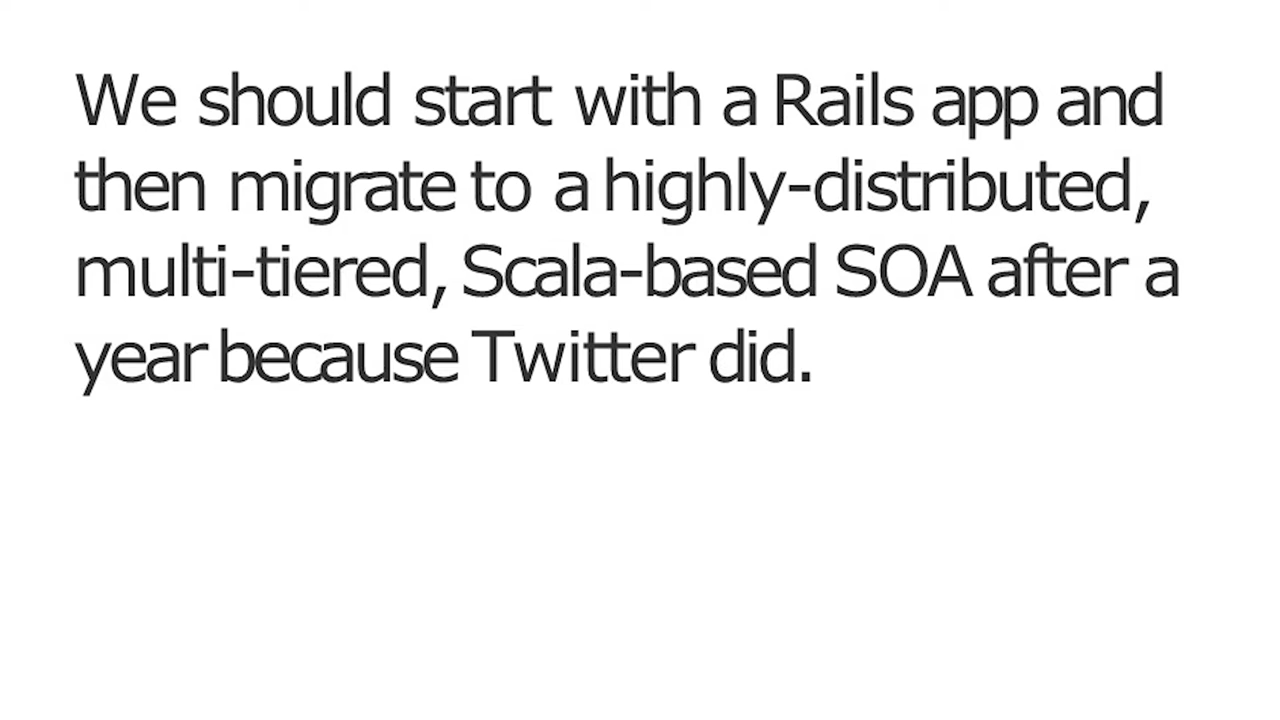 We should start with a Rails app and
then migrate to a highly-distributed,
multi-tiered, Scala-based SOA after a
year because Twitter did.